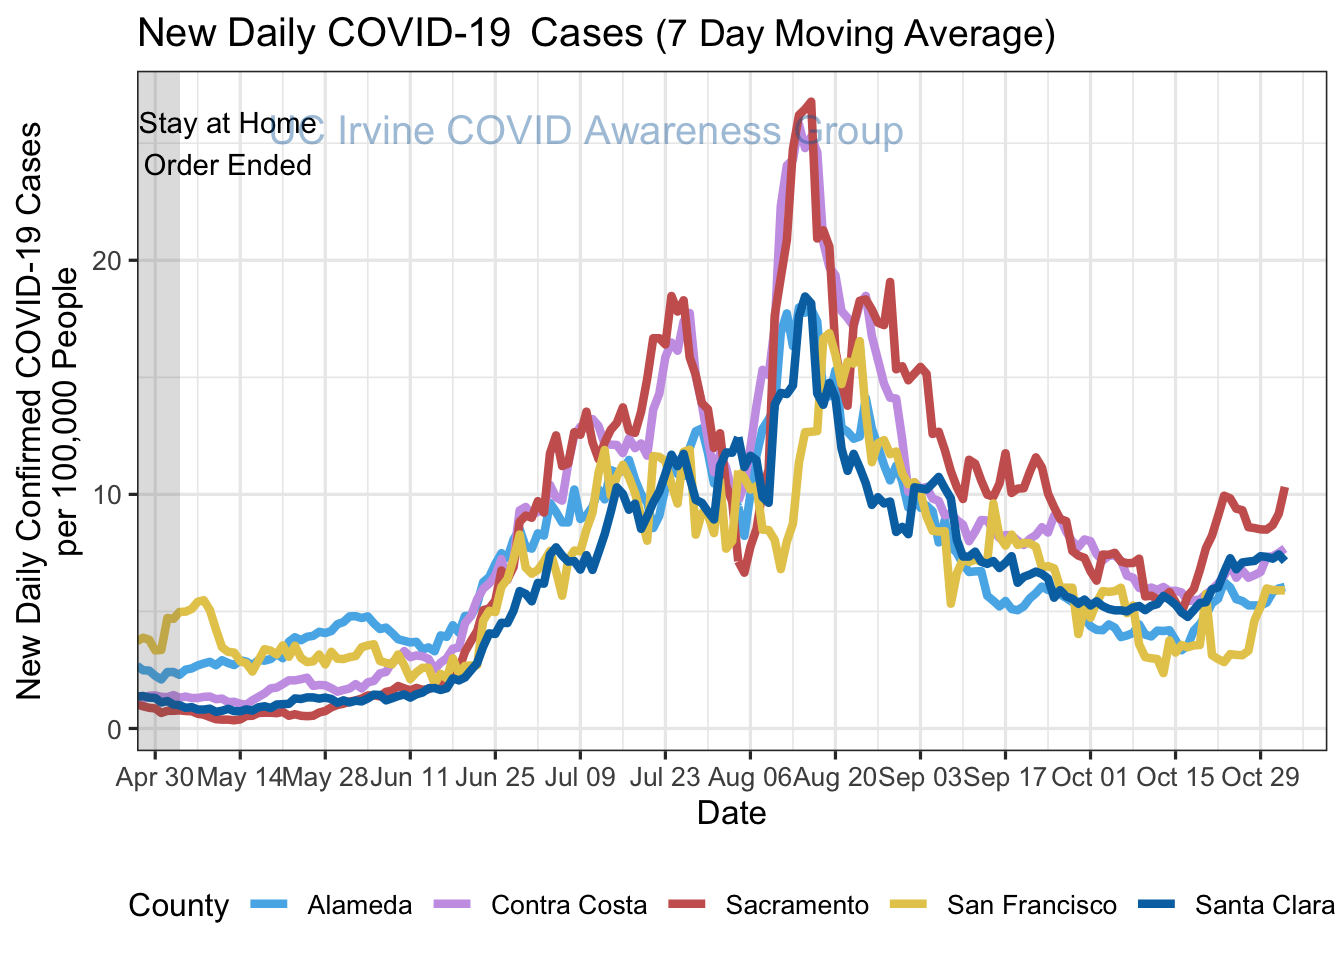 New Daily COVID-19 Cases (7 Day Moving Average)
UC Irvine COVID Awareness Group
Stay at Home
Order Ended
New Daily Confirmed COVID-19 Cases
per 100,000 People
20
10
0
Apr 30 May 14 May 28 Jun 11 Jun 25 Jul 09 Jul 23 Aug 06 Aug 20 Sep 03 Sep 17 Oct 01 Oct 15 Oct 29
Date
County Alameda Contra Costa Sacramento San Francisco Santa Clara